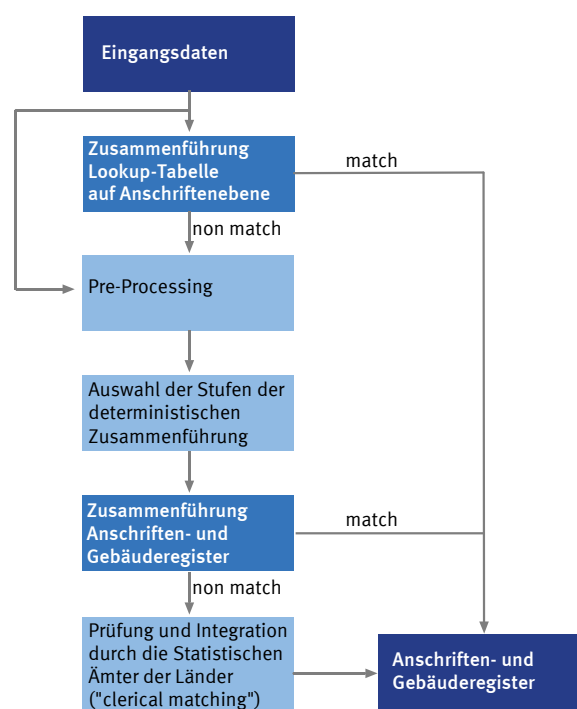 Eingangsdaten
Zusammenführung
Lookup-Tabelle
auf Anschriftenebene
match
non match
Pre-Processing
Auswahl der Stufen der
deterministischen
Zusammenführung
Zusammenführung
Anschriften- und
Gebäuderegister
match
non match
Prüfung und Integration
durch die Statistischen
Ämter der Länder
("clerical matching")
Anschriften- und
Gebäuderegister